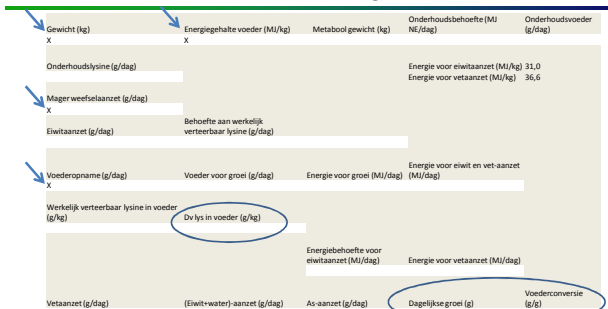 Onderhoudsbehoefte (MJ Onderhoudsvoeder
Gewicht (kg) Energiegehalte voeder (MJ/kg) Metabool gewicht (kg) NE/dag) (g/dag)
X X
Onderhoudslysine (g/dag) Energie voor eiwitaanzet (MJ/kg) 31,0
Energie voor vetaanzet (MJ/kg) 36,6
Mager weefselaanzet (g/dag)
X
Behoefte aan werkelijk
Eiwitaanzet (g/dag) verteerbaar lysine (g/dag)
Energie voor eiwit en vet-aanzet
Voederopname (g/dag) Voeder voor groei (g/dag) Energie voor groei (MJ/dag) (MJ/dag)
X
Werkelijk verteerbaar lysine in voeder
(g/kg) Dv lys in voeder (g/kg)
Energiebehoefte voor
eiwitaanzet (MJ/dag) Energie voor vetaanzet (MJ/dag)
Voederconversie
Vetaanzet (g/dag) (Eiwit+water)-aanzet (g/dag) As-aanzet (g/dag) Dagelijkse groei (g) (g/g)